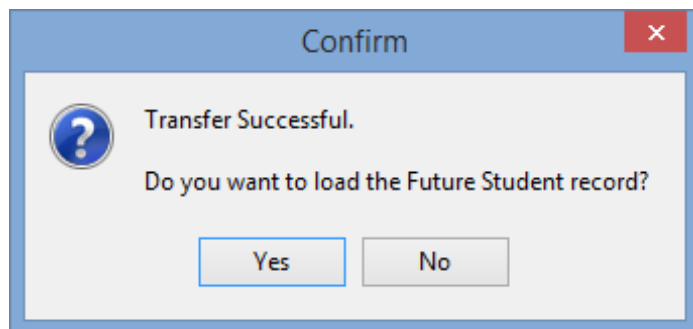 Confirm
Transfer Successful.
Do you want to load the Future Student record?
Yes
No